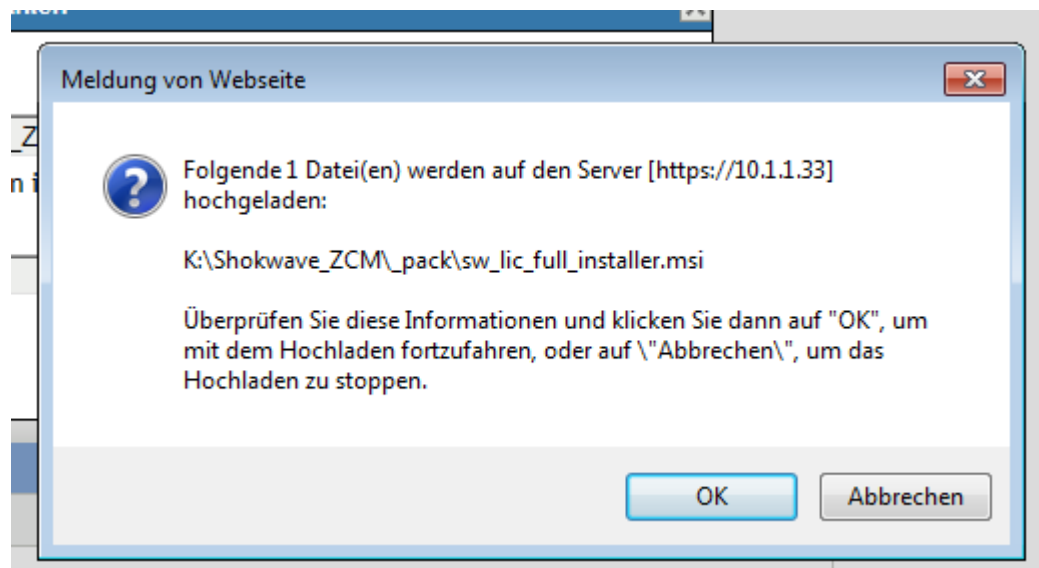 Meldung von Webseite
_Z
n i
Folgende 1 Datei(en) werden auf den Server [https://10.1.1.33]
hochgeladen:
K:\Shokwave_ZCM\_pack\sw_lic_full_installer.msi
Überprüfen Sie diese Informationen und klicken Sie dann auf "OK", um
mit dem Hochladen fortzufahren, oder auf \"Abbrechen\", um das
Hochladen zu stoppen.
OK
Abbrechen